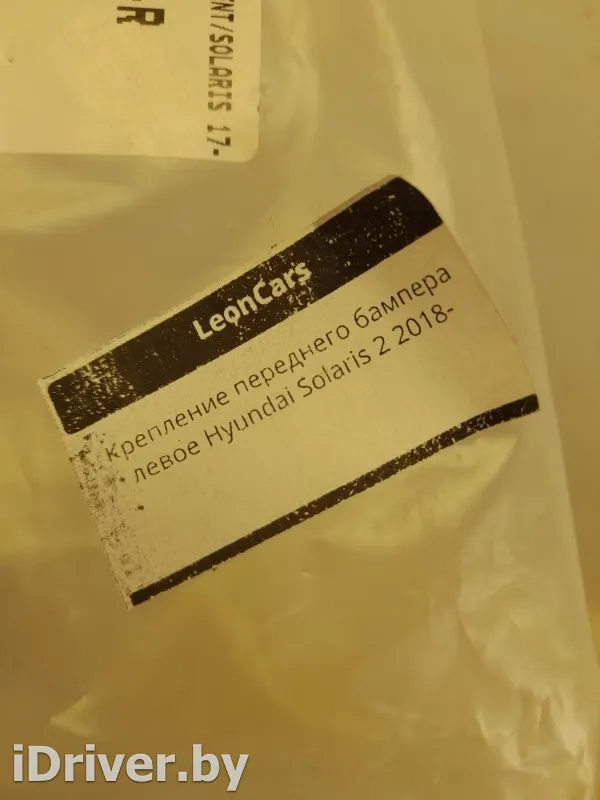 NT/SOLARIS 17-
LeonCars
Крепление переднего бампера
левое Hyundai Solaris 2 2018-
iDriver.by